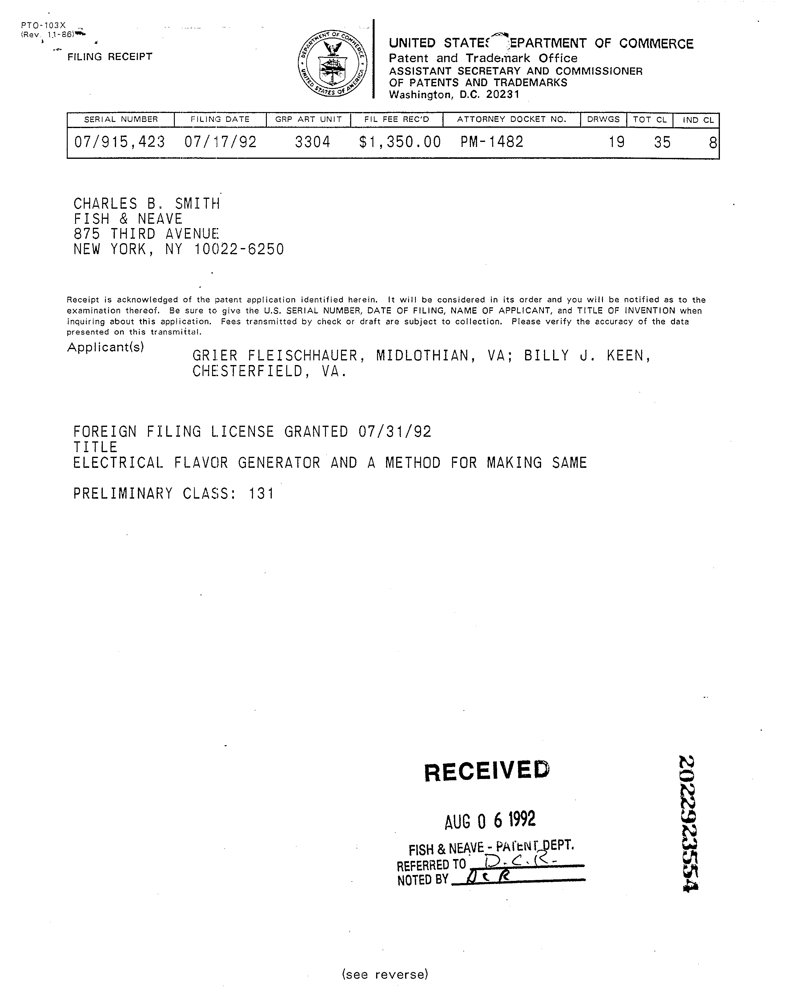 PTO-103X
(Rev. 11-86)
FILING RECEIPT
UNITED STATES DEPARTMENT OF COMMERCE
Patent and Trademark Office
ASSISTANT SECRETARY AND COMMISSIONER
OF PATENTS AND TRADEMARKS
Washington, D.C. 20231
DEPARTMENT OF COMMERCE
UNITED STATES OF AMERICA
SERIAL NUMBER FILING DATE GRP ART UNIT FIL FEE REC'D ATTORNEY DOCKET NO. DRWGS TOT CL IND CL
07/915,423 07/17/92 3304 $1,350.00 PM-1482 19 35 8
CHARLES B. SMITH
FISH & NEAVE
875 THIRD AVENUE
NEW YORK, NY 10022-6250
Receipt is acknowledged of the patent application identified herein. It will be considered in its order and you will be notified as to the
examination thereof. Be sure to give the U.S. SERIAL NUMBER, DATE OF FILING, NAME OF APPLICANT, and TITLE OF INVENTION when
inquiring about this application. Fees transmitted by check or draft are subject to collection. Please verify the accuracy of the data
presented on this transmittal.
Applicant(s)
GRIER FLEISCHHAUER, MIDLOTHIAN, VA; BILLY J. KEEN,
CHESTERFIELD, VA.
FOREIGN FILING LICENSE GRANTED 07/31/92
TITLE
ELECTRICAL FLAVOR GENERATOR AND A METHOD FOR MAKING SAME
PRELIMINARY CLASS: 131
RECEIVED
AUG 06 1992
FISH & NEAVE - PATENT DEPT.
REFERRED TO D.C.R.
NOTED BY DCR
2022923554
(see reverse)